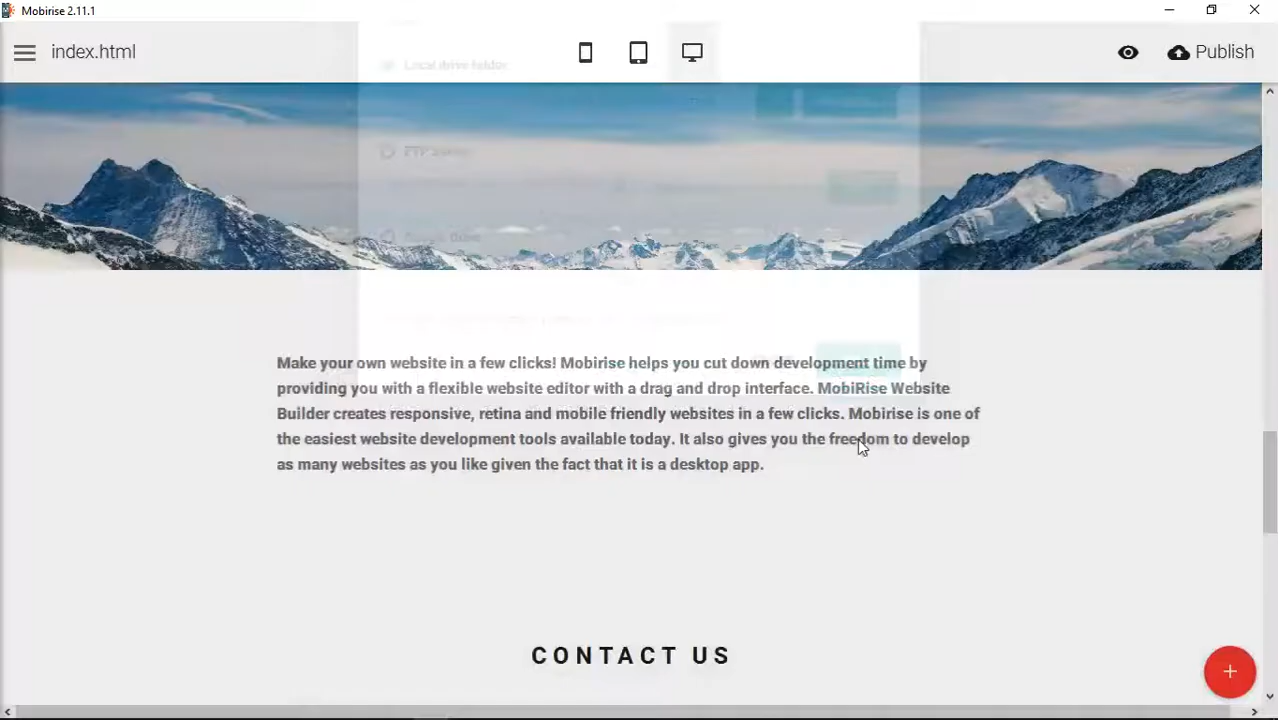 Mobirise 2.11.1
index.html
Publish
Local drive folder
Make your own website in a few clicks! Mobirise helps you cut down development time by
providing you with a flexible website editor with a drag and drop interface. MobiRise Website
Builder creates responsive, retina and mobile friendly websites in a few clicks. Mobirise is one of
the easiest website development tools available today. It also gives you the freedom to develop
as many websites as you like given the fact that it is a desktop app.
CONTACT US